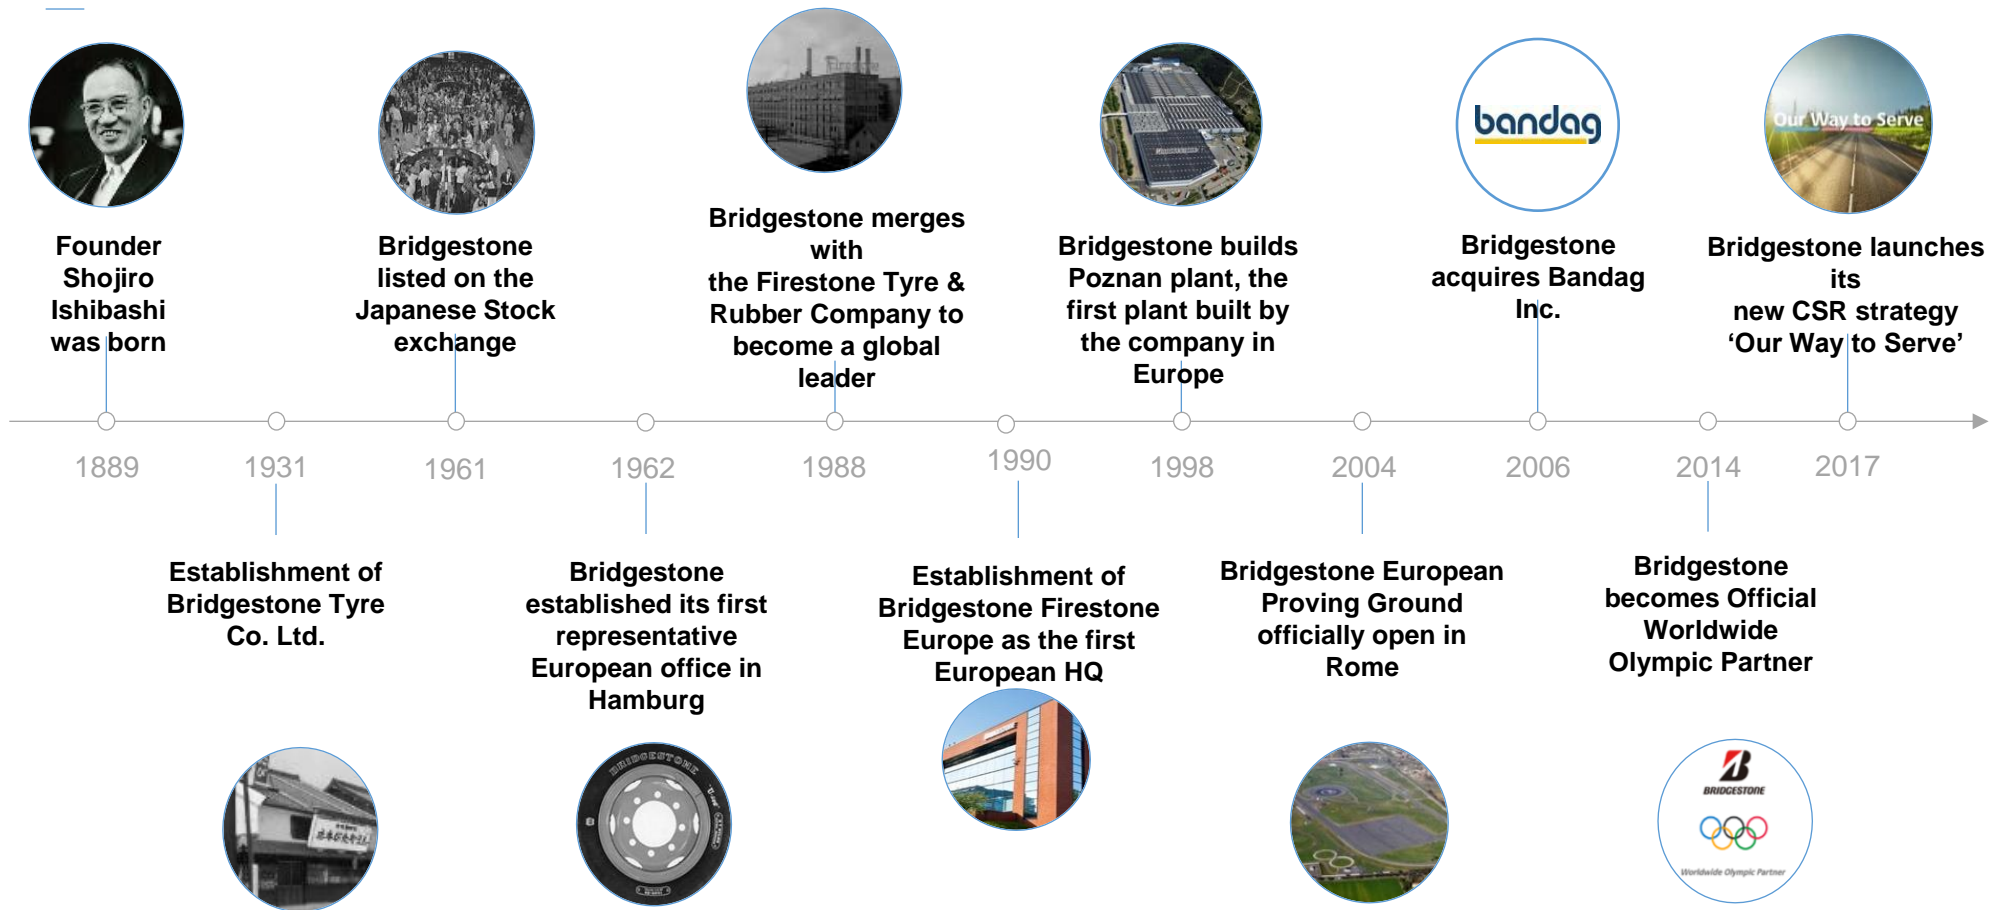 Firestone
bandag
Our Way to Serve
Founder
Shojiro
Ishibashi
was born
Bridgestone
listed on the
Japanese Stock
exchange
Bridgestone merges
with
the Firestone Tyre &
Rubber Company to
become a global
leader
Bridgestone builds
Poznan plant, the
first plant built by
the company in
Europe
Bridgestone
acquires Bandag
Inc.
Bridgestone launches
its
new CSR strategy
‘Our Way to Serve’
1889
1931
1961
1962
1988
1990
1998
2004
2006
2014
2017
Establishment of
Bridgestone Tyre
Co. Ltd.
Bridgestone
established its first
representative
European office in
Hamburg
Establishment of
Bridgestone Firestone
Europe as the first
European HQ
Bridgestone European
Proving Ground
officially open in
Rome
Bridgestone
becomes Official
Worldwide
Olympic Partner
BRIDGESTONE
BRIDGESTONE
Worldwide Olympic Partner